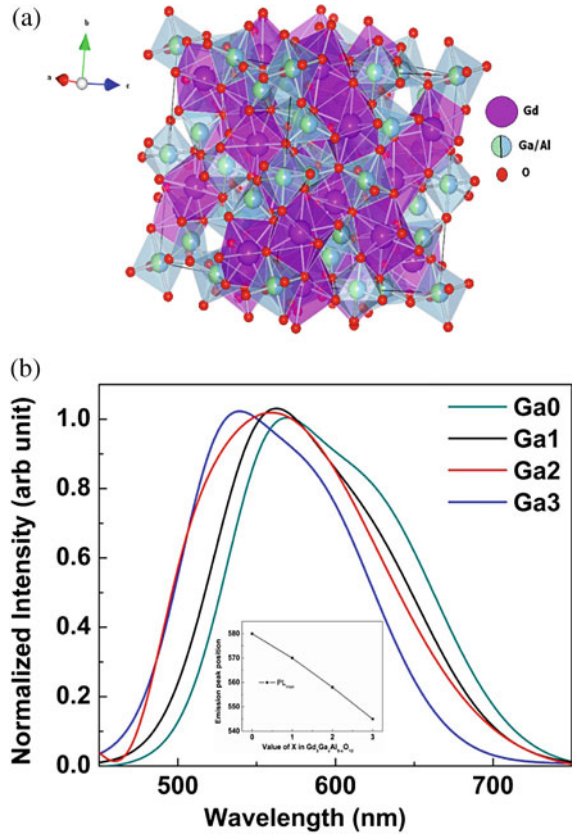 (a)
b
a
c
Gd
Ga/Al
O
(b)
Normalized Intensity (arb unit)
1.0
0.8
0.6
0.4
0.2
0.0
Ga0
Ga1
Ga2
Ga3
Emission peak position
580
570
560
550
540
PL
0
1
2
3
Value of X in Gd3Ga
500
600
700
Wavelength (nm)